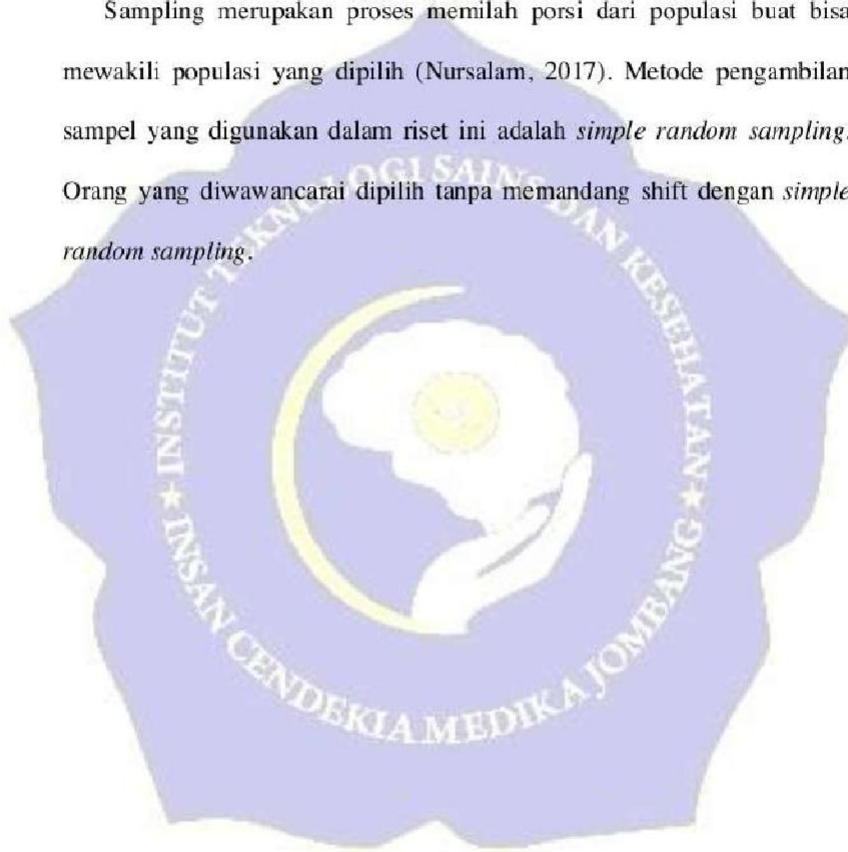 Sampling merupakan proses memilah porsi dari populasi buat bisa
mewakili populasi yang dipilih (Nursalam, 2017). Metode pengambilan
sampel yang digunakan dalam riset ini adalah simple random sampling.
Orang yang diwawancarai dipilih tanpa memandang shift dengan simple
random sampling.
INSTITUT TEKNOLOGI SAINS DAN KESEHATAN
★ INSAN CENDEKIA MEDIKA JOMBANG ★